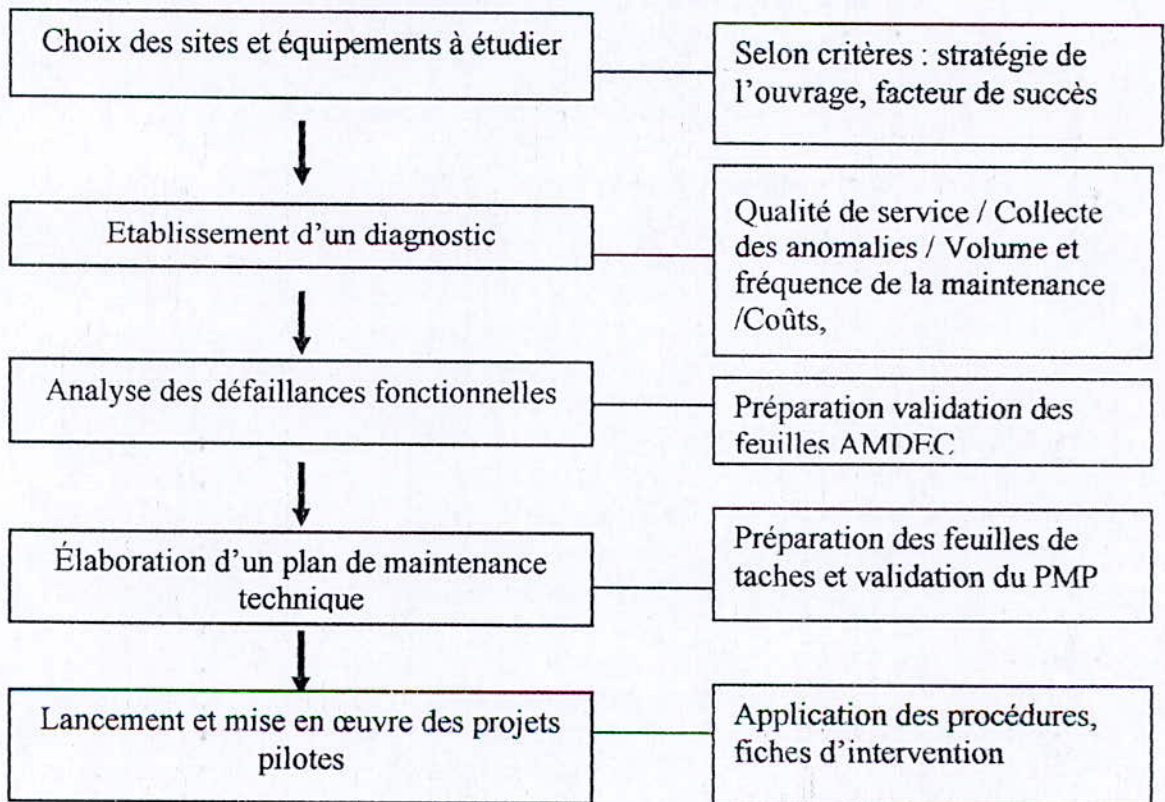 Choix des sites et équipements à étudier
Selon critères : stratégie de
l'ouvrage, facteur de succès
Etablissement d'un diagnostic
Qualité de service / Collecte
des anomalies / Volume et
fréquence de la maintenance
/Coûts,
Analyse des défaillances fonctionnelles
Préparation validation des
feuilles AMDEC
Élaboration d'un plan de maintenance
technique
Préparation des feuilles de
taches et validation du PMP
Lancement et mise en œuvre des projets
pilotes
Application des procédures,
fiches d'intervention